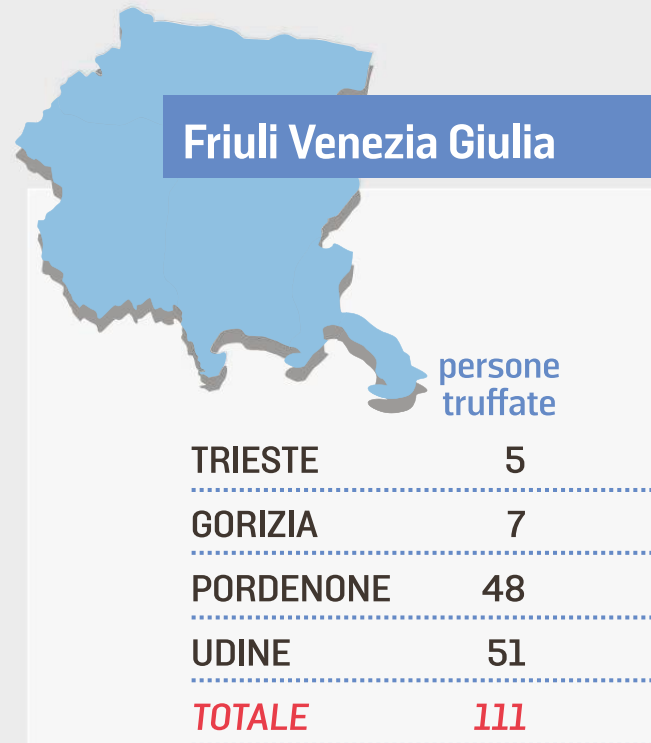 Friuli Venezia Giulia
persone
truffate
TRIESTE 5
GORIZIA 7
PORDENONE 48
UDINE 51
TOTALE 111